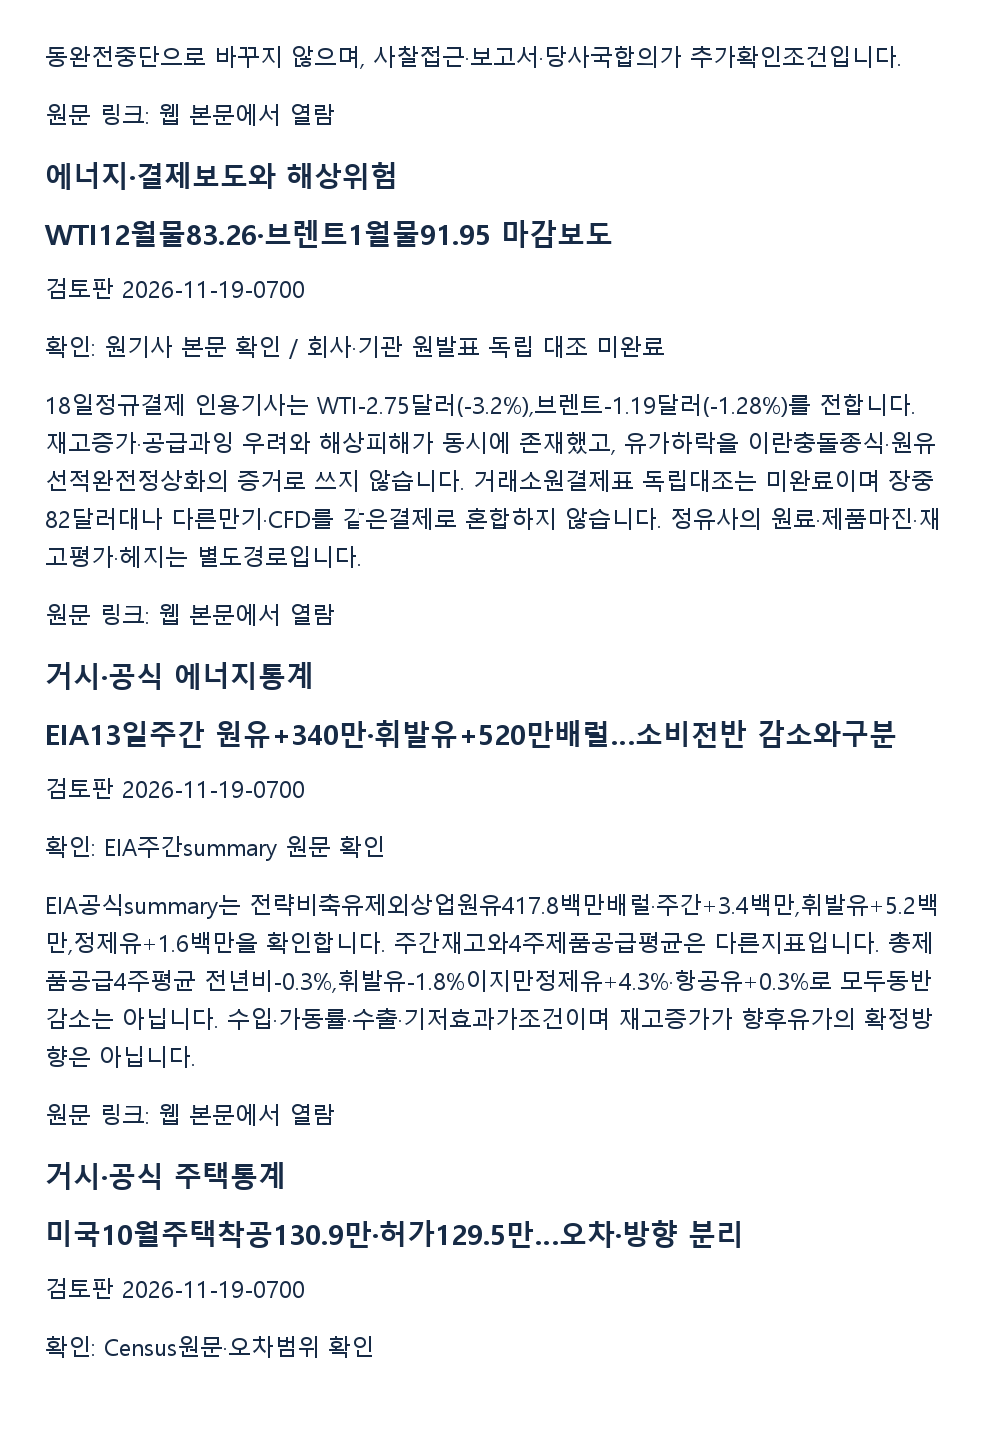 동완전중단으로 바꾸지 않으며, 사찰접근·보고서·당사국합의가 추가확인조건입니다.
원문 링크: 웹 본문에서 열람
에너지·결제보도와 해상위험
WTI12월물83.26·브렌트1월물91.95 마감보도
검토판 2026-11-19-0700
확인: 원기사 본문 확인 / 회사·기관 원발표 독립 대조 미완료
18일정규결제 인용기사는 WTI-2.75달러(-3.2%),브렌트-1.19달러(-1.28%)를 전합니다.
재고증가·공급과잉 우려와 해상피해가 동시에 존재했고, 유가하락을 이란충돌종식·원유
선적완전정상화의 증거로 쓰지 않습니다. 거래소원결제표 독립대조는 미완료이며 장중
82달러대나 다른만기·CFD를 같은결제로 혼합하지 않습니다. 정유사의 원료·제품마진·재
고평가·헤지는 별도경로입니다.
원문 링크: 웹 본문에서 열람
거시·공식 에너지통계
EIA13일주간 원유+340만·휘발유+520만배럴...소비전반 감소와구분
검토판 2026-11-19-0700
확인: EIA주간summary 원문 확인
EIA공식summary는 전략비축유제외상업원유417.8백만배럴·주간+3.4백만,휘발유+5.2백
만,정제유+1.6백만을 확인합니다. 주간재고와4주제품공급평균은 다른지표입니다. 총제
품공급4주평균 전년비-0.3%,휘발유-1.8%이지만정제유+4.3%·항공유+0.3%로 모두동반
감소는 아닙니다. 수입·가동률·수출·기저효과가조건이며 재고증가가 향후유가의 확정방
향은 아닙니다.
원문 링크: 웹 본문에서 열람
거시·공식 주택통계
미국10월주택착공130.9만·허가129.5만...오차·방향 분리
검토판 2026-11-19-0700
확인: Census원문·오차범위 확인